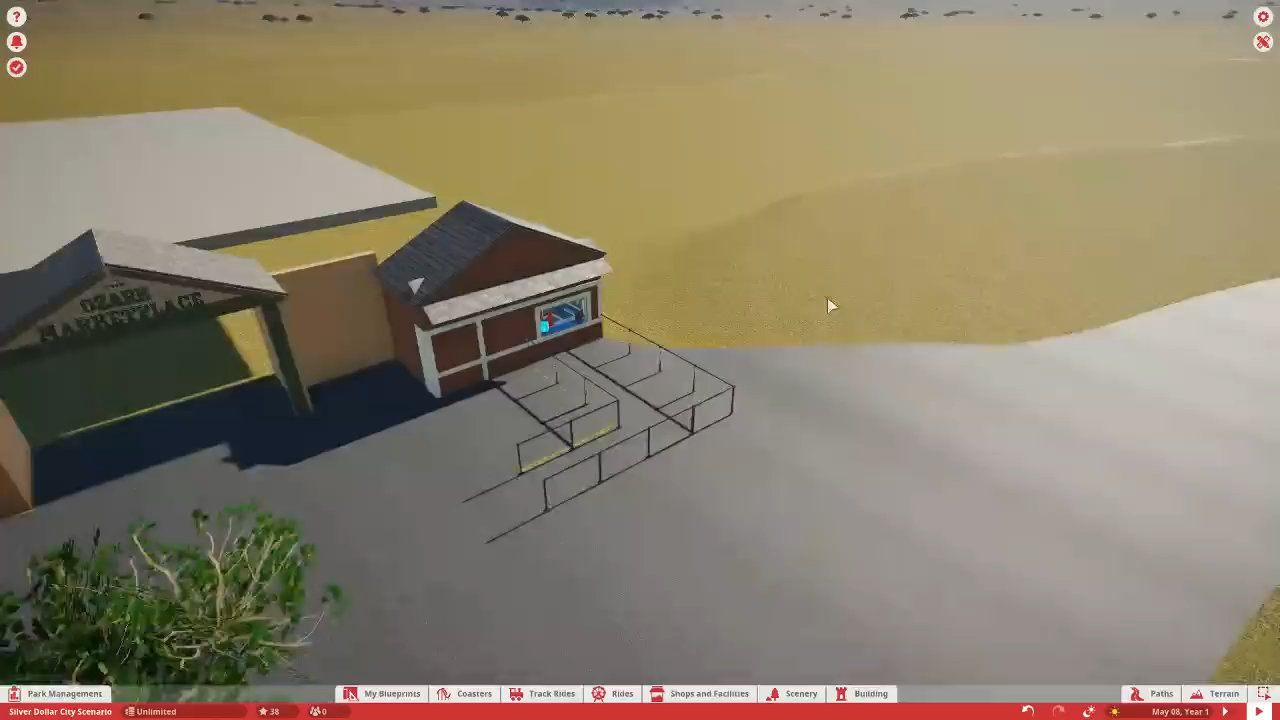 THE
OZARK
MARKETPLACE
Park Management
My Blueprints
Coasters
Track Rides
Rides
Shops and Facilities
Scenery
Building
Paths
Terrain
Silver Dollar City Scenario
Unlimited
38
0
May 08, Year 1